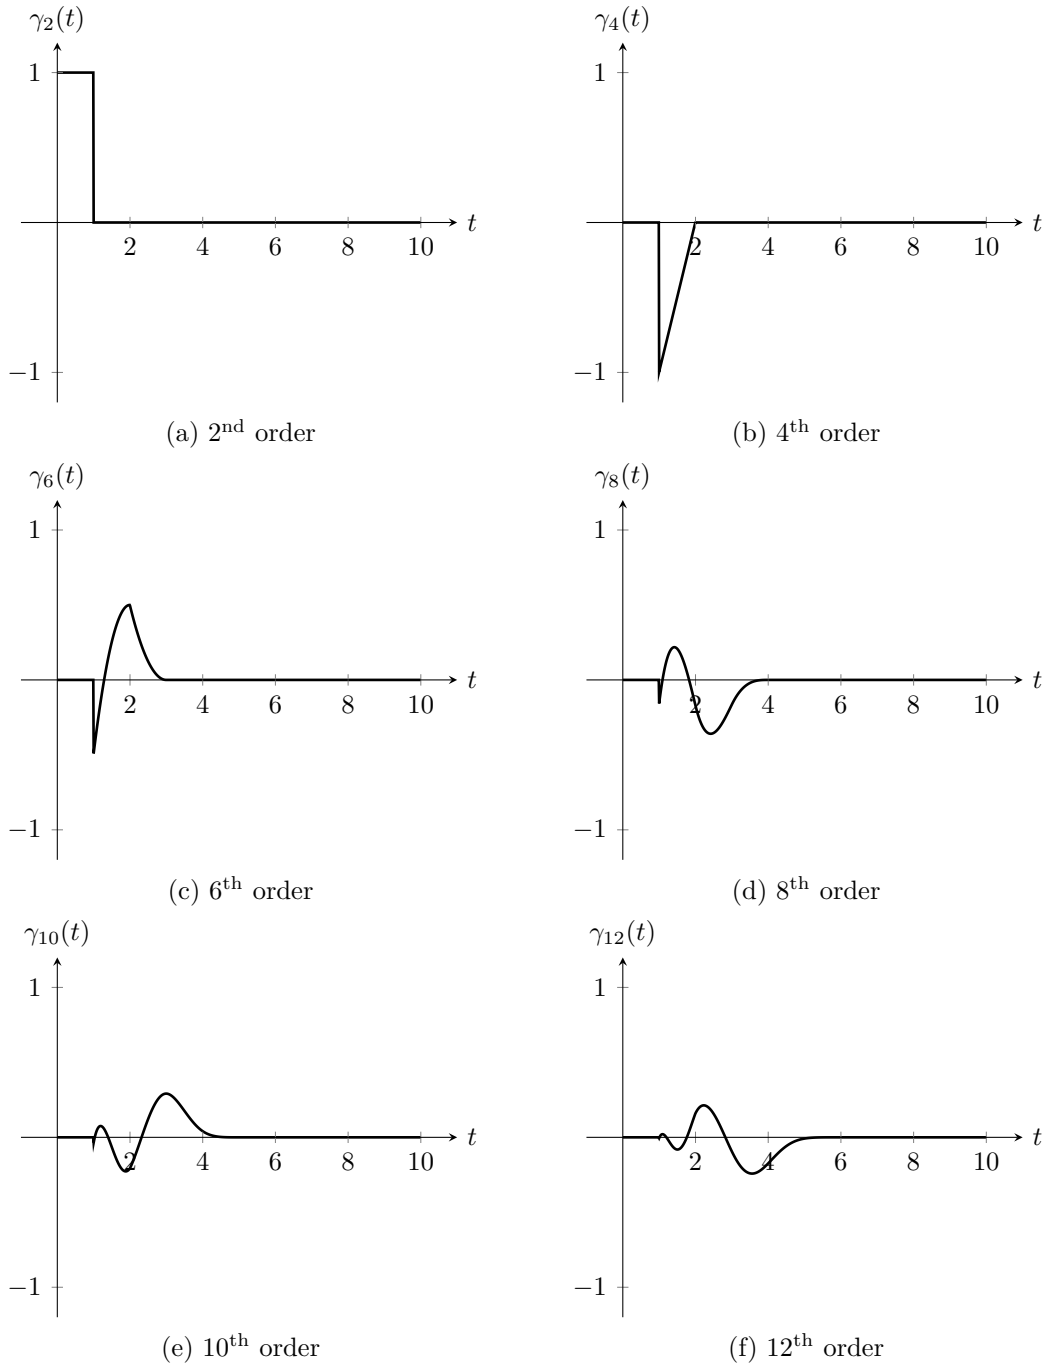 γ₂(t) γ₄(t)
1 1
2 4 6 8 10 t 2 4 6 8 10 t
−1 −1
(a) 2ⁿᵈ order (b) 4ᵗʰ order
γ₆(t) γ₈(t)
1 1
2 4 6 8 10 t 2 4 6 8 10 t
−1 −1
(c) 6ᵗʰ order (d) 8ᵗʰ order
γ₁₀(t) γ₁₂(t)
1 1
2 4 6 8 10 t 2 4 6 8 10 t
−1 −1
(e) 10ᵗʰ order (f) 12ᵗʰ order